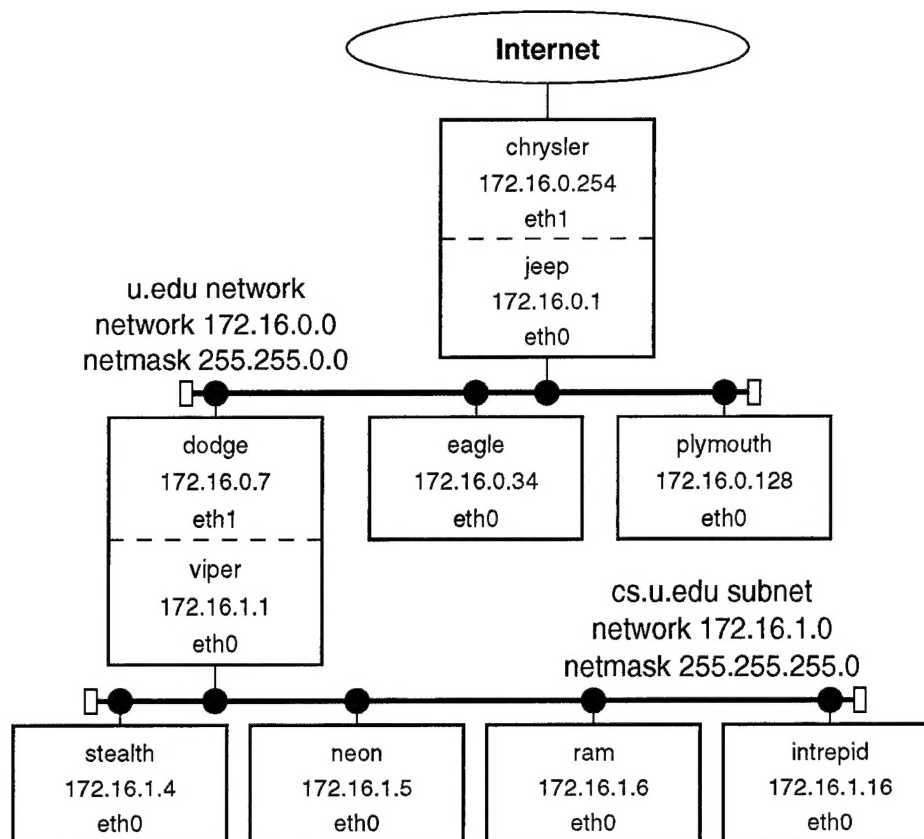 Internet
chrysler
172.16.0.254
eth1
jeep
172.16.0.1
eth0
u.edu network
network 172.16.0.0
netmask 255.255.0.0
dodge
172.16.0.7
eth1
viper
172.16.1.1
eth0
eagle
172.16.0.34
eth0
plymouth
172.16.0.128
eth0
cs.u.edu subnet
network 172.16.1.0
netmask 255.255.255.0
stealth
172.16.1.4
eth0
neon
172.16.1.5
eth0
ram
172.16.1.6
eth0
intrepid
172.16.1.16
eth0